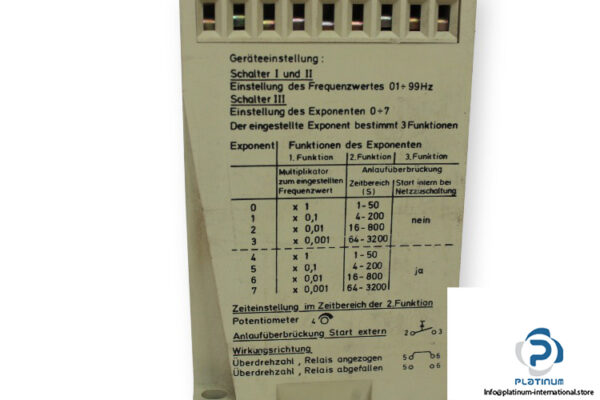 Geräteeinstellung:
Schalter I und II
Einstellung des Frequenzwertes 01÷99Hz
Schalter III
Einstellung des Exponenten 0÷7
Der eingestellte Exponent bestimmt 3 Funktionen
Exponent Funktionen des Exponenten
1. Funktion 2. Funktion 3. Funktion
Multiplikator zum eingestellten Frequenzwert
Anlaufüberbrückung
Zeitbereich (S)
Start intern bei Netzzuschaltung
0 x 1 1-50
1 x 0,1 4-200
2 x 0,01 16-800
3 x 0,001 64-3200
nein
4 x 1 1-50
5 x 0,1 4-200
6 x 0,01 16-800
7 x 0,001 64-3200
ja
Zeiteinstellung im Zeitbereich der 2. Funktion
Potentiometer 4
Anlaufüberbrückung Start extern 2 3
Wirkungsrichtung
Überdrehzahl, Relais angezogen 5 6
Überdrehzahl, Relais abgefallen 5 6
PLATINUM
Info@platinum-international.store